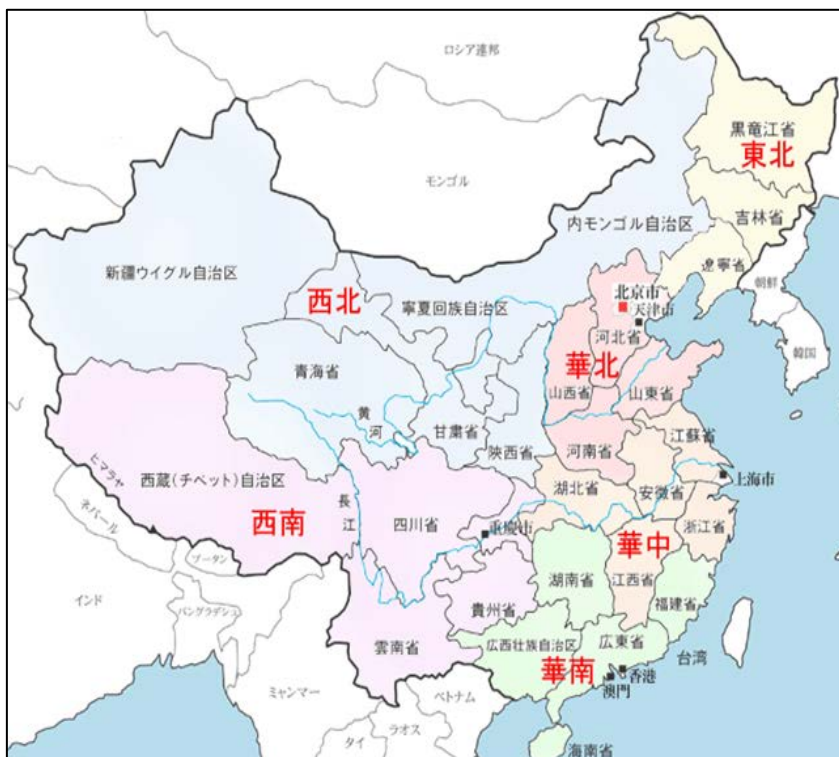 ロシア連邦
黒竜江省
東北
モンゴル
内モンゴル自治区
吉林省
新疆ウイグル自治区
遼寧省
朝鮮
北京市
天津市
西北
寧夏回族自治区
河北省
韓国
華北
青海省
山西省
山東省
黄河
甘粛省
陝西省
河南省
江蘇省
ヒマラヤ
西蔵(チベット)自治区
長江
四川省
湖北省
安微省
上海市
ネパール
西南
重慶市
華中
浙江省
ブータン
湖南省
江西省
インド
バングラデシュ
貴州省
福建省
雲南省
広西壮族自治区
広東省
台湾
華南
香港
澳門
ミャンマー
ベトナム
ラオス
タイ
海南省